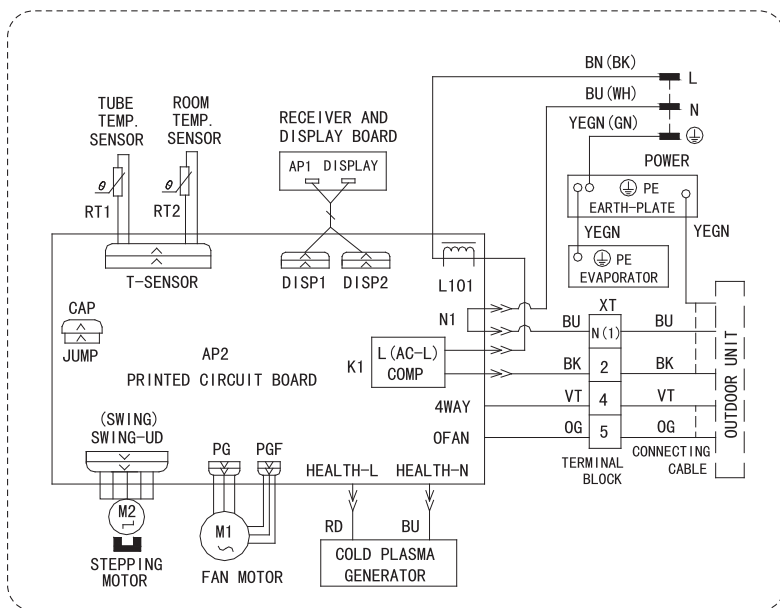 BN(BK)
L
BU(WH)
N
YEGN(GN)
POWER
TUBE
TEMP.
SENSOR
ROOM
TEMP.
SENSOR
RECEIVER AND
DISPLAY BOARD
AP1 DISPLAY
θ
RT1
θ
RT2
PE
EARTH-PLATE
YEGN
YEGN
PE
EVAPORATOR
T-SENSOR
DISP1
DISP2
L101
N1
XT
CAP
JUMP
AP2
PRINTED CIRCUIT BOARD
K1
L(AC-L)
COMP
BU
N(1)
BU
BK
2
BK
4WAY
VT
4
VT
OFAN
OG
5
OG
OUTDOOR UNIT
TERMINAL
BLOCK
CONNECTING
CABLE
(SWING)
SWING-UD
PG
PGF
HEALTH-L
HEALTH-N
M2
M1
RD
BU
STEPPING
MOTOR
FAN MOTOR
COLD PLASMA
GENERATOR